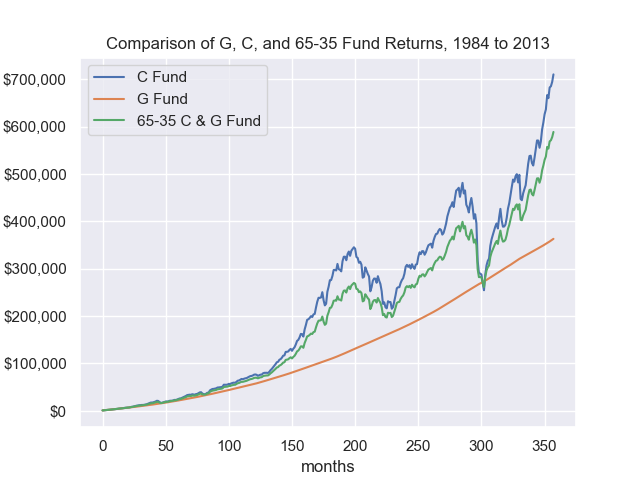 Comparison of G, C, and 65-35 Fund Returns, 1984 to 2013
C Fund
G Fund
65-35 C & G Fund
$700,000
$600,000
$500,000
$400,000
$300,000
$200,000
$100,000
$0
0 50 100 150 200 250 300 350
months